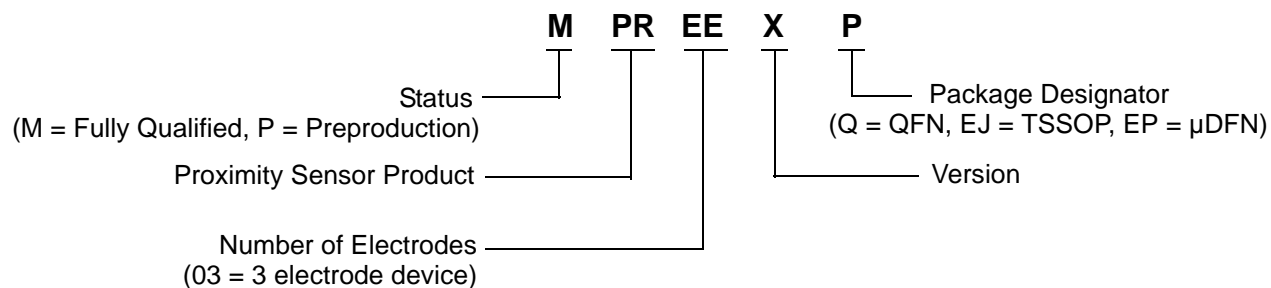 M PR EE X P
Status
(M = Fully Qualified, P = Preproduction)
Package Designator
(Q = QFN, EJ = TSSOP, EP = µDFN)
Proximity Sensor Product
Version
Number of Electrodes
(03 = 3 electrode device)